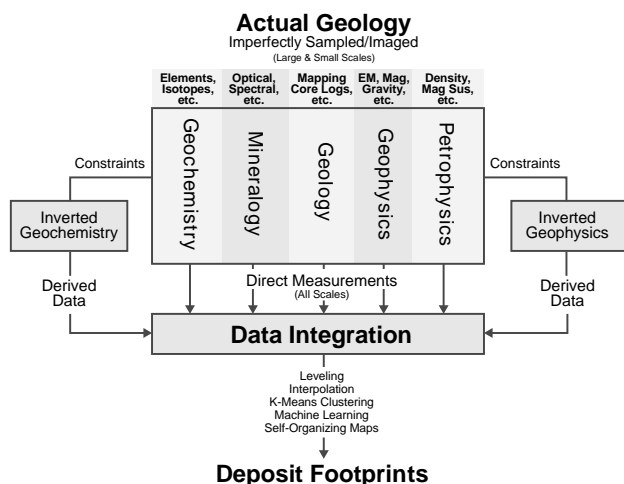 Actual Geology
Imperfectly Sampled/Imaged
(Large & Small Scales)
Elements,
Isotopes,
etc.
Optical,
Spectral,
etc.
Mapping
Core Logs,
etc.
EM, Mag,
Gravity,
etc.
Density,
Mag Sus,
etc.
Geochemistry
Mineralogy
Geology
Geophysics
Petrophysics
Constraints
Constraints
Inverted
Geochemistry
Inverted
Geophysics
Derived
Data
Direct Measurements
(All Scales)
Derived
Data
Data Integration
Leveling
Interpolation
K-Means Clustering
Machine Learning
Self-Organizing Maps
Deposit Footprints